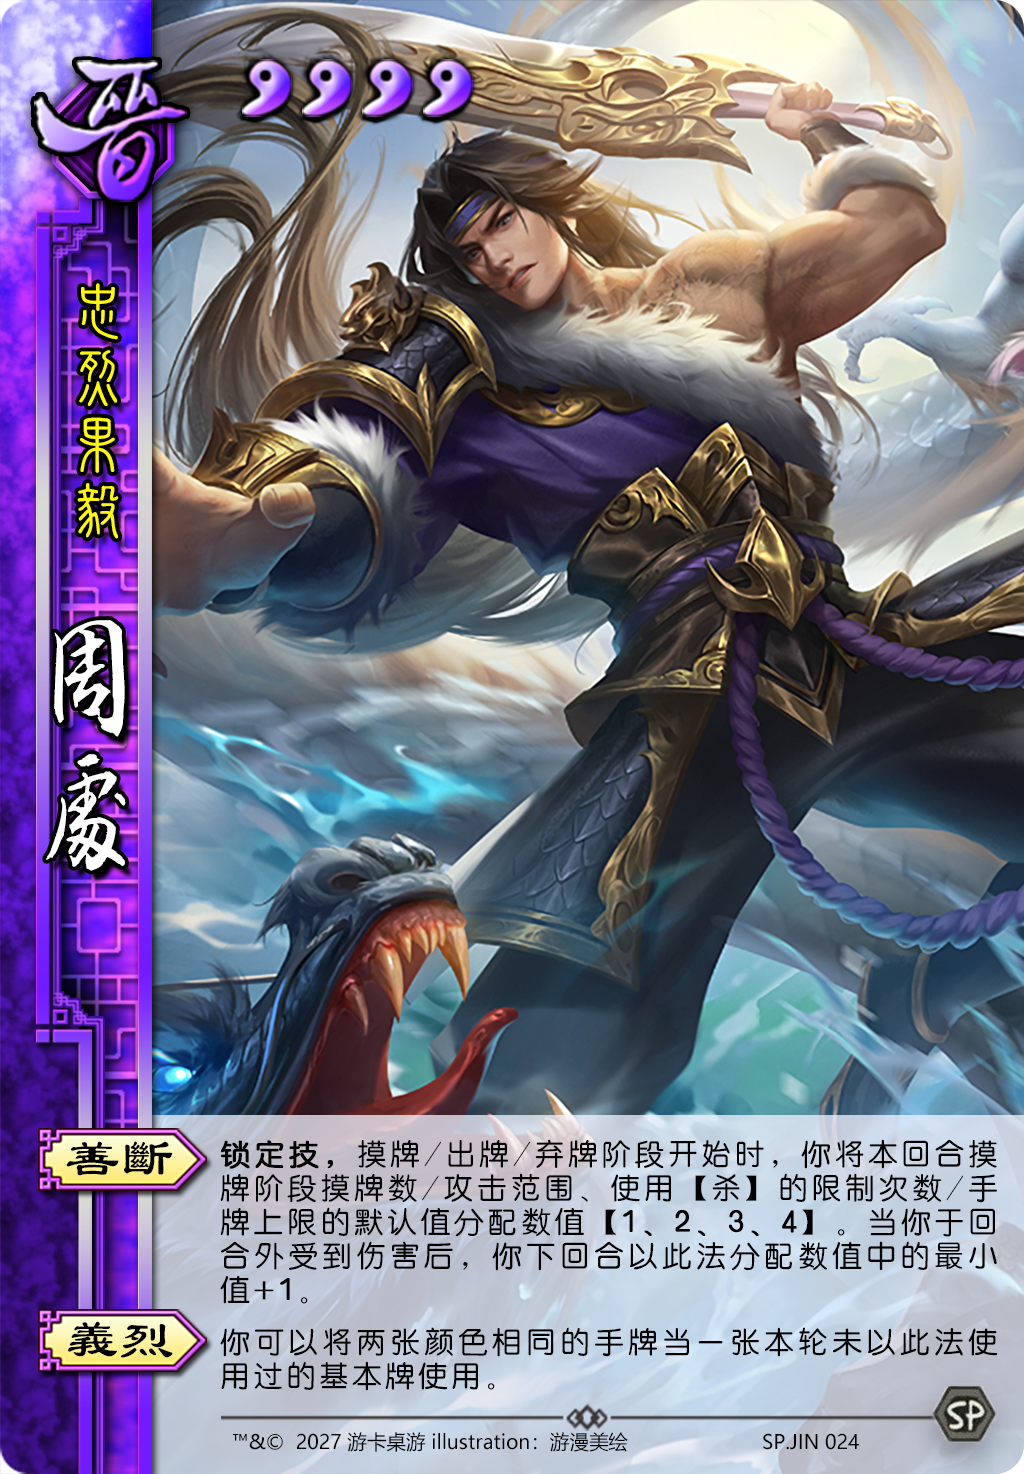 晉
9999
忠烈果毅
周處
善斷
锁定技，摸牌/出牌/弃牌阶段开始时，你将本回合摸
牌阶段摸牌数/攻击范围、使用【杀】的限制次数/手
牌上限的默认值分配数值【1、2、3、4】。当你于回
合外受到伤害后，你下回合以此法分配数值中的最小
值+1。
義烈
你可以将两张颜色相同的手牌当一张本轮未以此法使
用过的基本牌使用。
SP
™&© 2027 游卡桌游 illustration：游漫美绘
SP.JIN 024